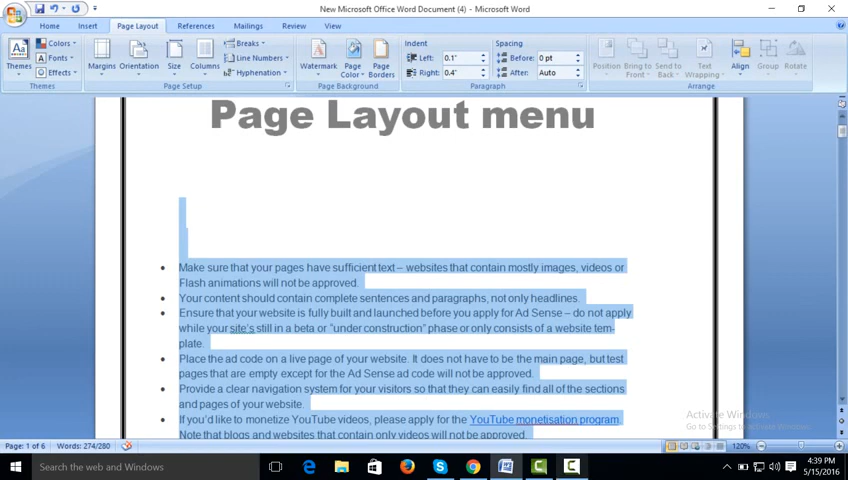 New Microsoft Office Word Document (4) - Microsoft Word
Home Insert Page Layout References Mailings Review View
Themes Colors Fonts Effects
Themes
Margins Orientation Size Columns Breaks Line Numbers Hyphenation
Page Setup
Watermark Page Color Page Borders
Page Background
Indent Spacing
Left: 0.1" Before: 0 pt
Right: 0.4" After: Auto
Paragraph
Position Bring to Front Send to Back Text Wrapping Align Group Rotate
Arrange
Page Layout menu
• Make sure that your pages have sufficient text – websites that contain mostly images, videos or
Flash animations will not be approved.
• Your content should contain complete sentences and paragraphs, not only headlines.
• Ensure that your website is fully built and launched before you apply for Ad Sense – do not apply
while your site's still in a beta or "under construction" phase or only consists of a website tem-
plate.
• Place the ad code on a live page of your website. It does not have to be the main page, but test
pages that are empty except for the Ad Sense ad code will not be approved.
• Provide a clear navigation system for your visitors so that they can easily find all of the sections
and pages of your website.
• If you'd like to monetize YouTube videos, please apply for the YouTube monetisation program.
Note that blogs and websites that contain only videos will not be approved.
Activate Windows
Go to Settings to activate Windows.
Page: 1 of 6 Words: 274/280 120%
Search the web and Windows
4:39 PM
5/15/2016